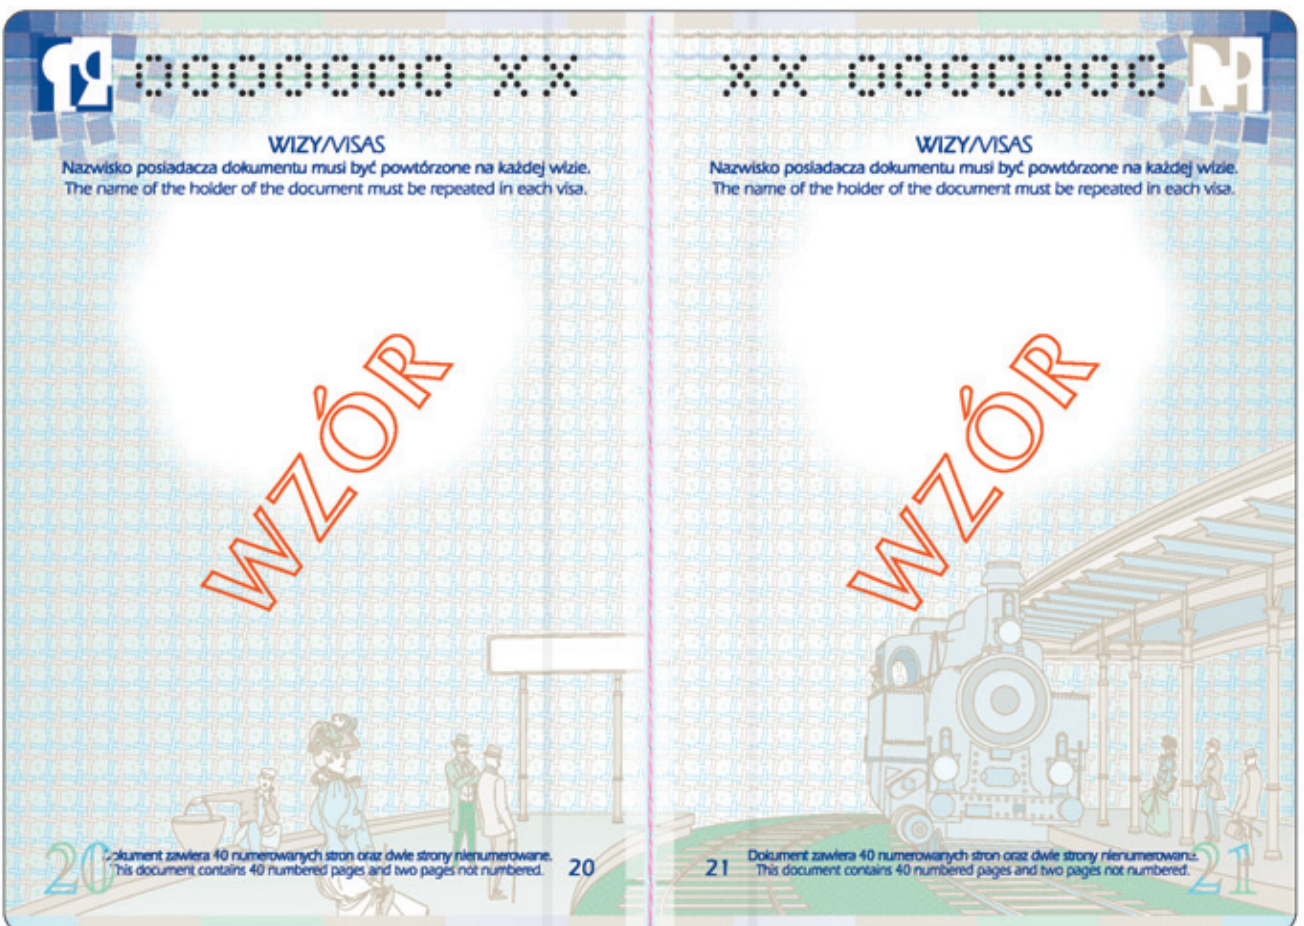 0000000 XX
WIZY/VISAS
Nazwisko posiadacza dokumentu musi być powtórzone na każdej wizie.
The name of the holder of the document must be repeated in each visa.
WZÓR
20
Dokument zawiera 40 numerowanych stron oraz dwie strony nienumerowane.
This document contains 40 numbered pages and two pages not numbered.
20
XX 0000000
WIZY/VISAS
Nazwisko posiadacza dokumentu musi być powtórzone na każdej wizie.
The name of the holder of the document must be repeated in each visa.
WZÓR
21
Dokument zawiera 40 numerowanych stron oraz dwie strony nienumerowane.
This document contains 40 numbered pages and two pages not numbered.
21